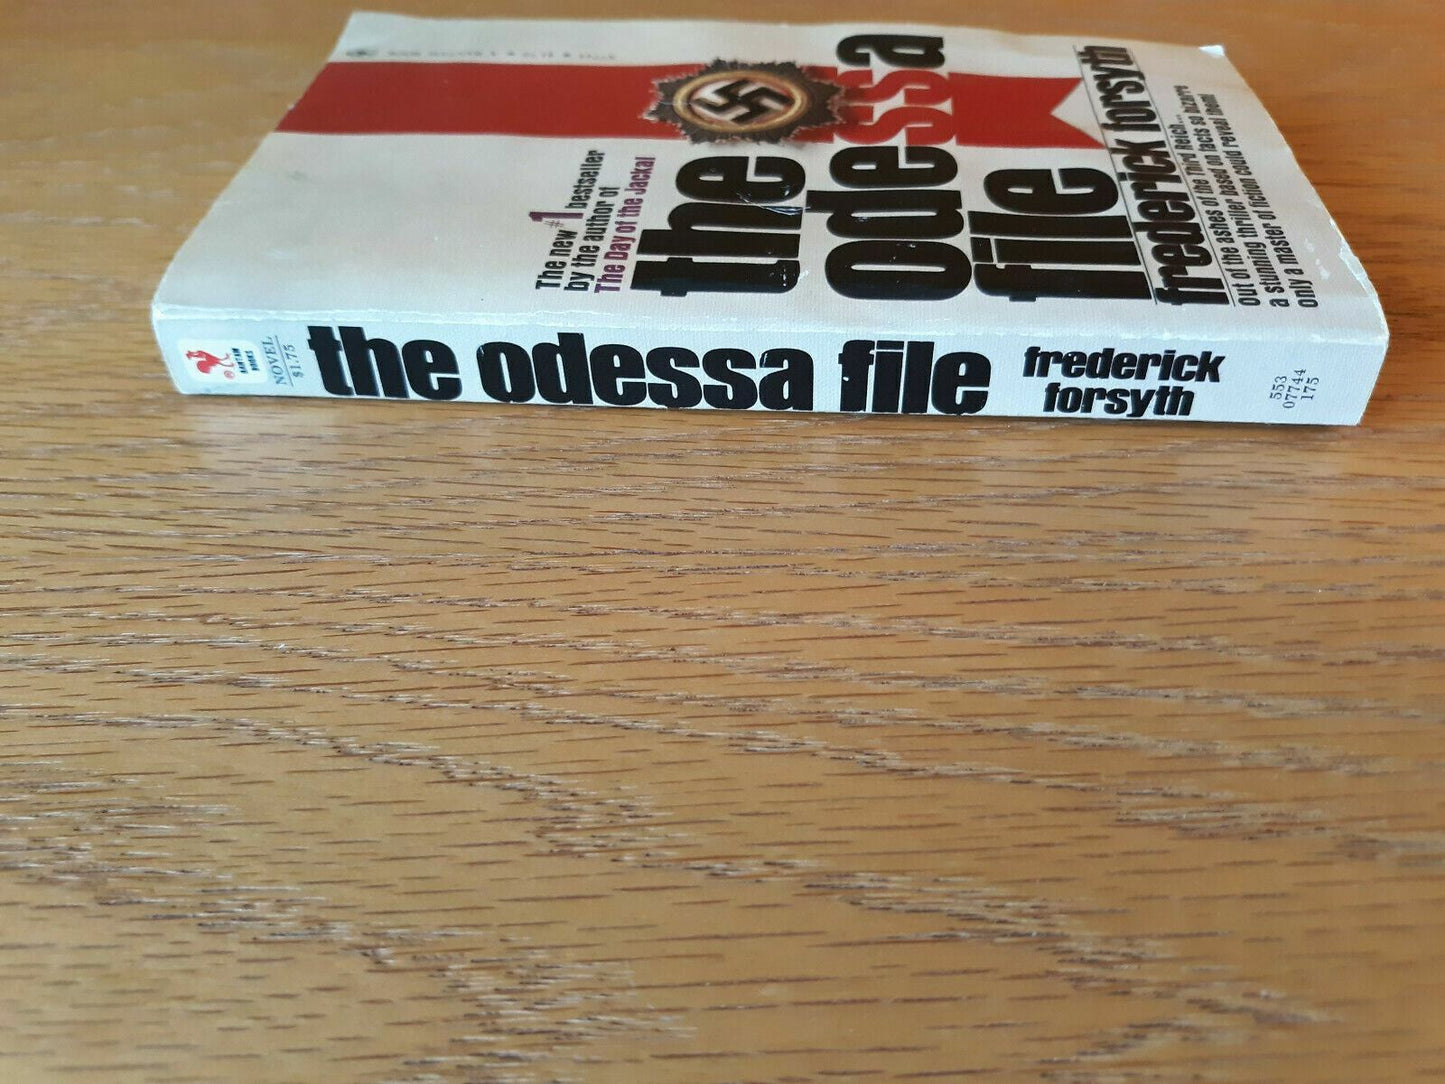 the
odessa
file
frederick forsyth
out of the ashes of the Third Reich...
a stunning thriller based on facts so bizarre
only a master of fiction could reveal them!
The new #1 bestseller
by the author of
The Day of the Jackal
BANTAM
BOOKS
NOVEL
$1.75
the odessa file
frederick
forsyth
553
07744
175